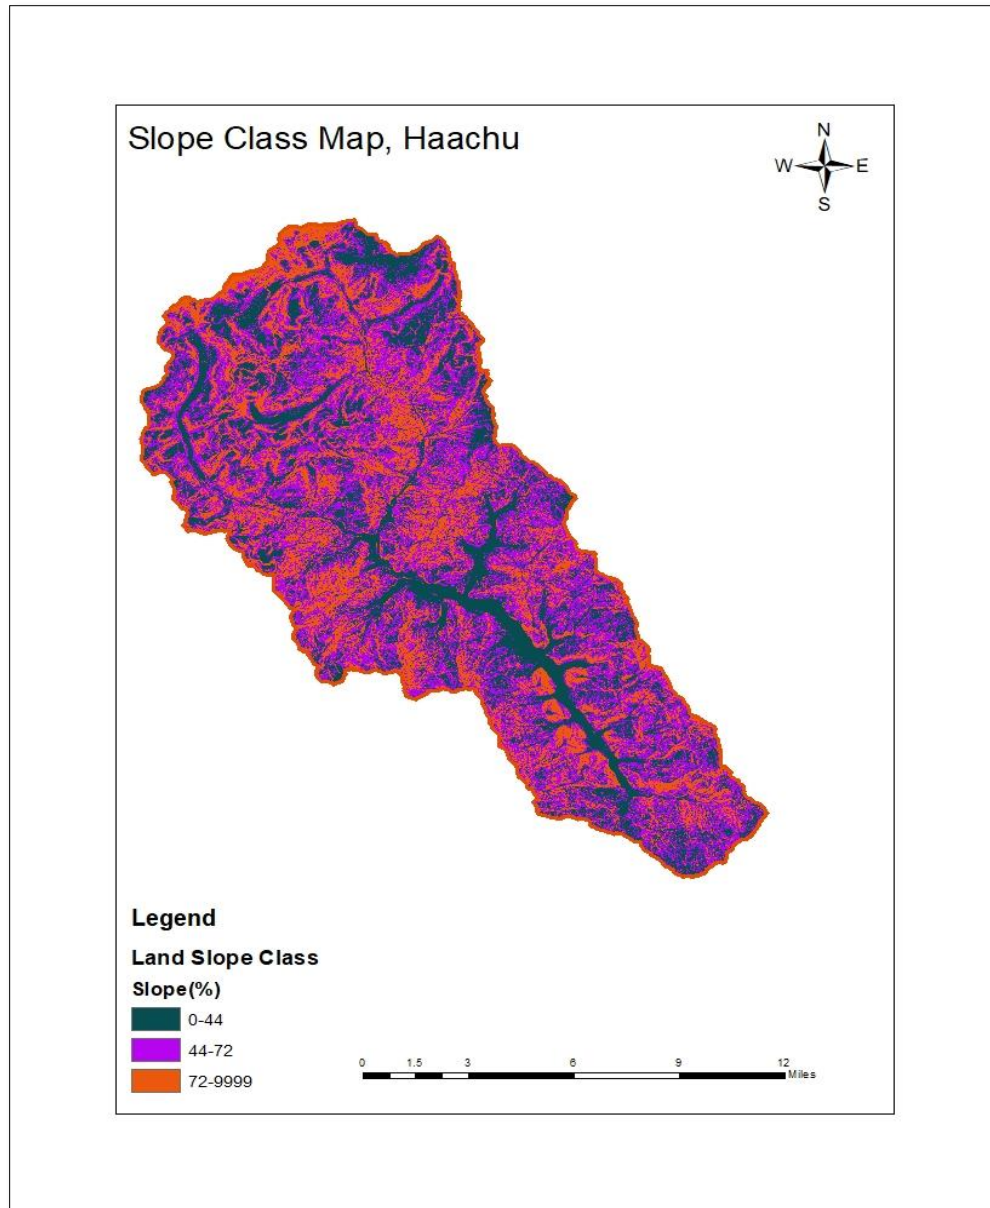 Slope Class Map, Haachu
N
W E
S
Legend
Land Slope Class
Slope(%)
0-44
44-72
72-9999
0 1.5 3 6 9 12
Miles